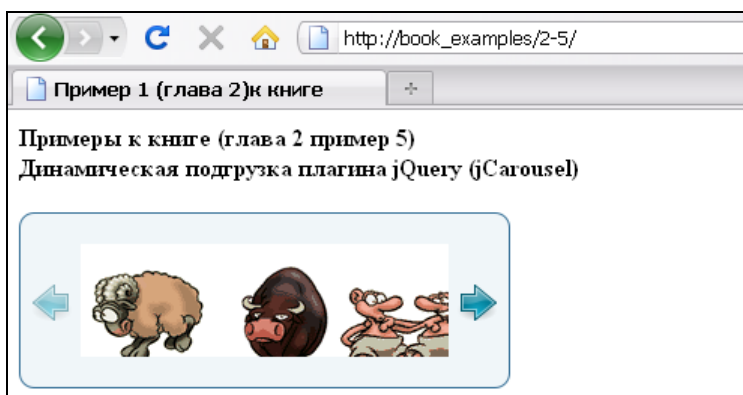 http://book_examples/2-5/
Пример 1 (глава 2)к книге
Примеры к книге (глава 2 пример 5)
Динамическая подгрузка плагина jQuery (jCarousel)